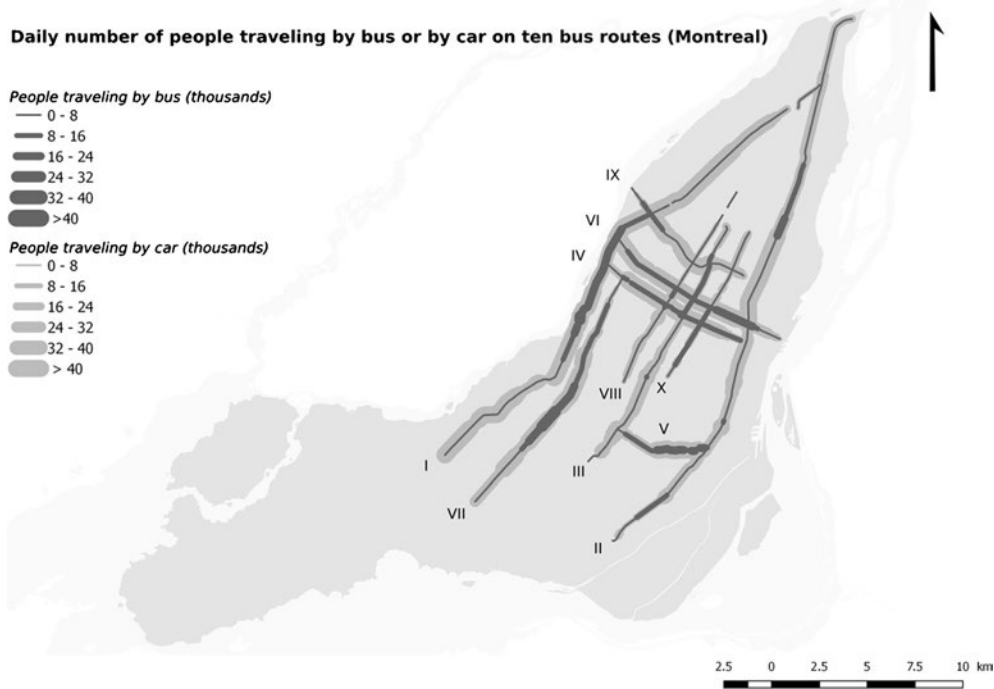 Daily number of people traveling by bus or by car on ten bus routes (Montreal)
People traveling by bus (thousands)
0 - 8
8 - 16
16 - 24
24 - 32
32 - 40
>40
People traveling by car (thousands)
0 - 8
8 - 16
16 - 24
24 - 32
32 - 40
> 40
IX
VI
IV
VIII
X
V
I
III
VII
II
2.5 0 2.5 5 7.5 10 km